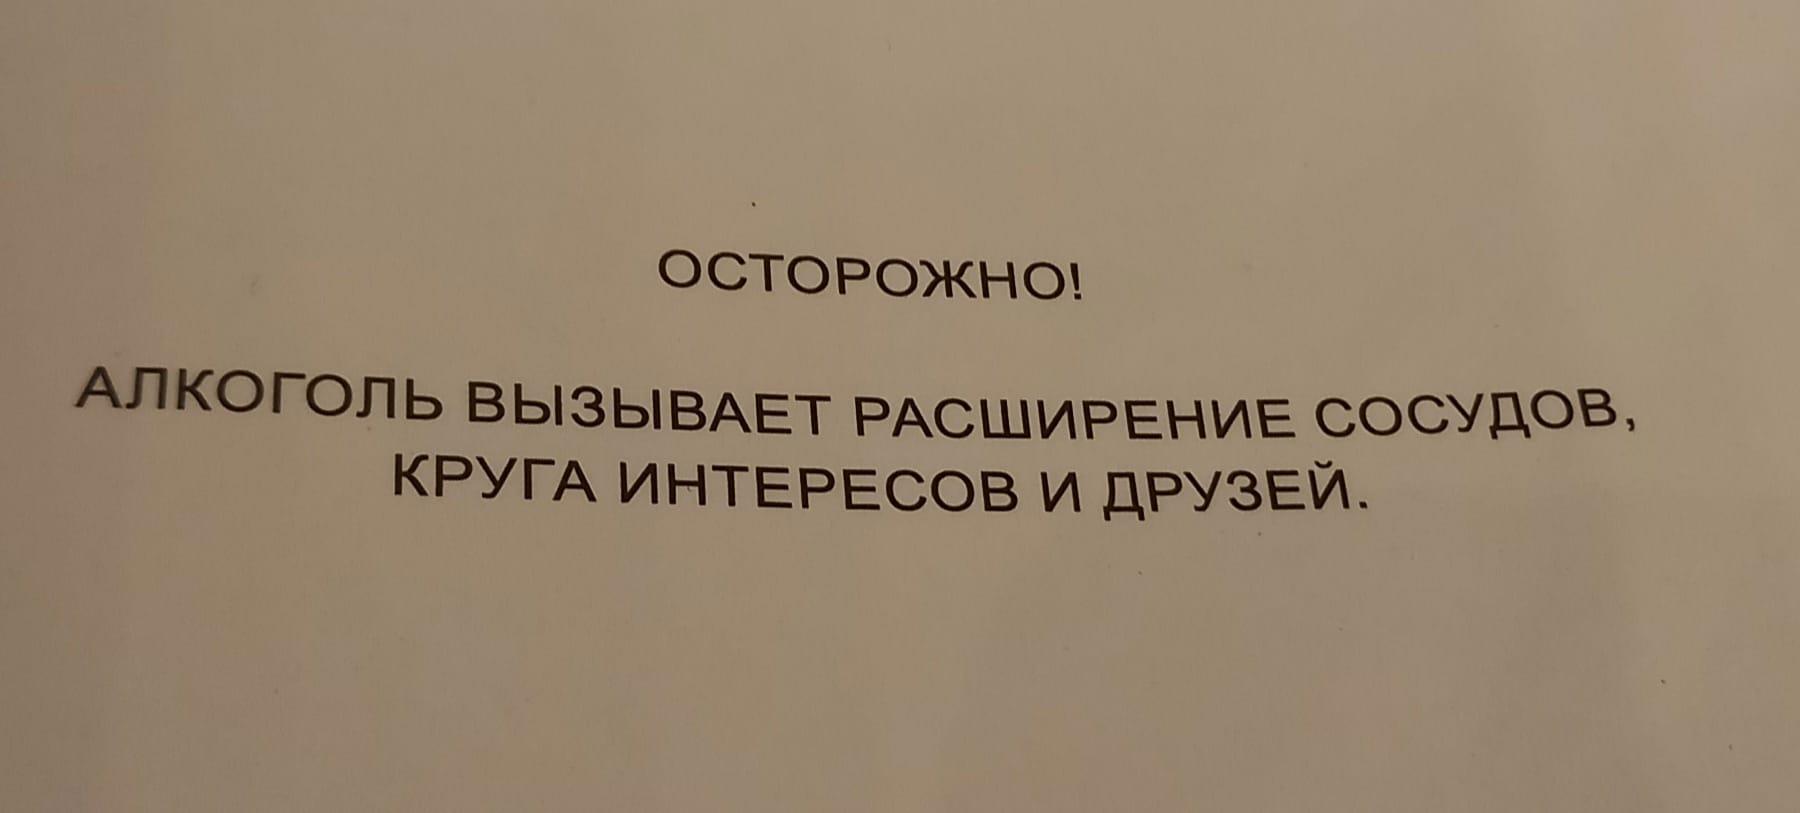 ОСТОРОЖНО!
АЛКОГОЛЬ ВЫЗЫВАЕТ РАСШИРЕНИЕ СОСУДОВ,
КРУГА ИНТЕРЕСОВ И ДРУЗЕЙ.